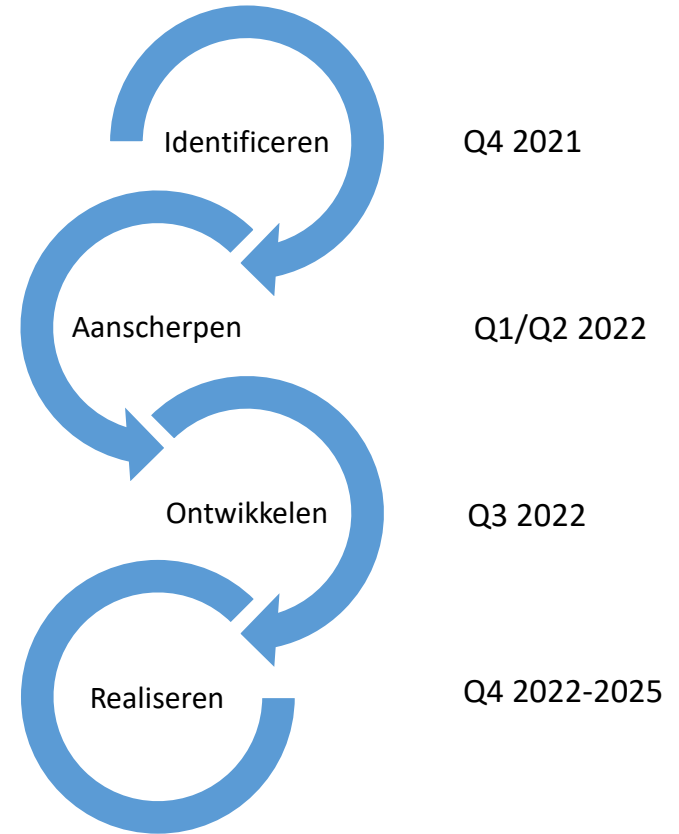 Identificeren
Q4 2021
Aanscherpen
Q1/Q2 2022
Ontwikkelen
Q3 2022
Realiseren
Q4 2022-2025